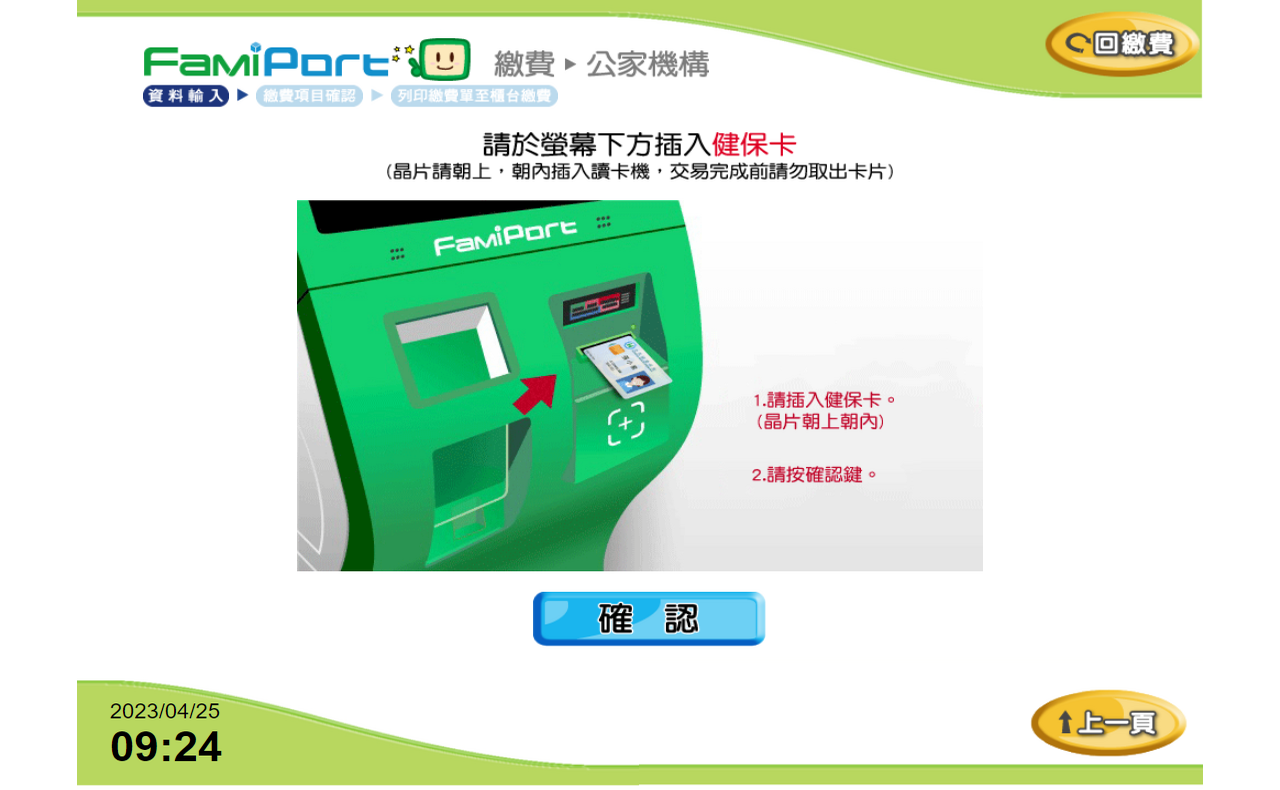 回繳費
FamiPort 繳費▶公家機構
資料輸入 ▶ 繳費項目確認 ▶ 列印繳費單至櫃台繳費
請於螢幕下方插入健保卡
(晶片請朝上,朝內插入讀卡機,交易完成前請勿取出卡片)
FamiPort
1.請插入健保卡。
(晶片朝上朝內)
2.請按確認鍵。
確 認
2023/04/25
09:24
上一頁